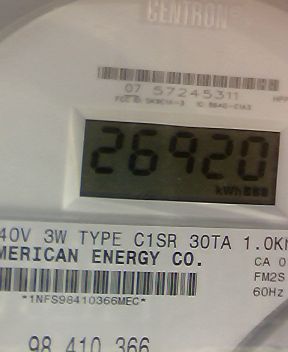 CENTRON®
07 57245311
26920
kWh
40V 3W TYPE C1SR 30TA 1.0K
MERICAN ENERGY CO.
CA 0
FM2S
60Hz
*1NFS98410366MEC*
98 410 366